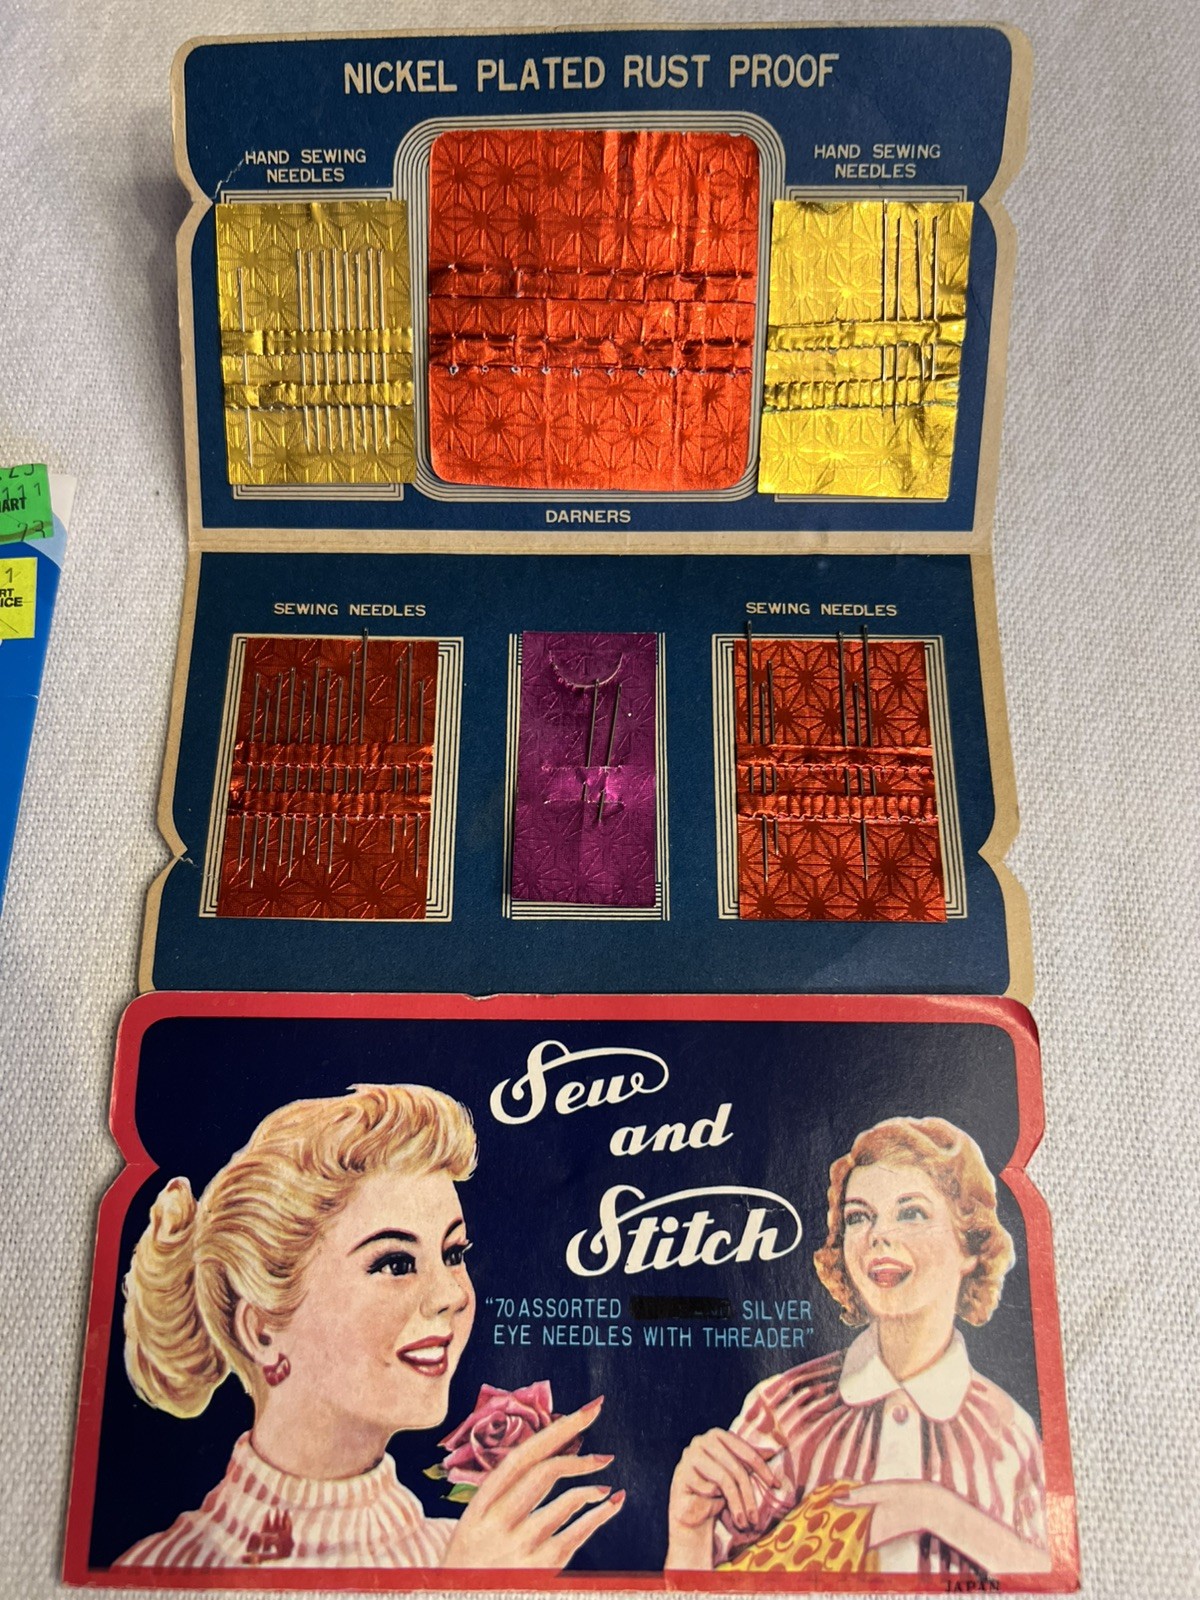 NICKEL PLATED RUST PROOF
HAND SEWING
NEEDLES
HAND SEWING
NEEDLES
DARNERS
SEWING NEEDLES
SEWING NEEDLES
Sew
and
Stitch
"70 ASSORTED SILVER
EYE NEEDLES WITH THREADER"
JAPAN